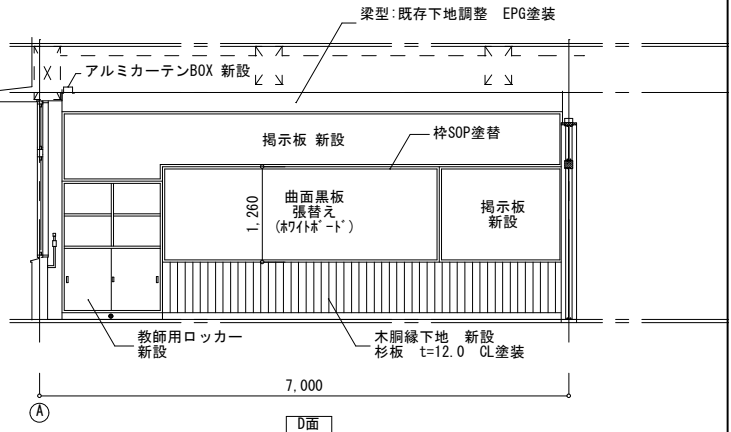 梁型:既存下地調整 EPG塗装
アルミカーテンBOX 新設
掲示板 新設
枠SOP塗替
1,260
曲面黒板
張替え
(ﾎﾜｲﾄﾎﾞｰﾄﾞ)
掲示板
新設
教師用ロッカー
新設
木胴縁下地 新設
杉板 t=12.0 CL塗装
7,000
A
D面